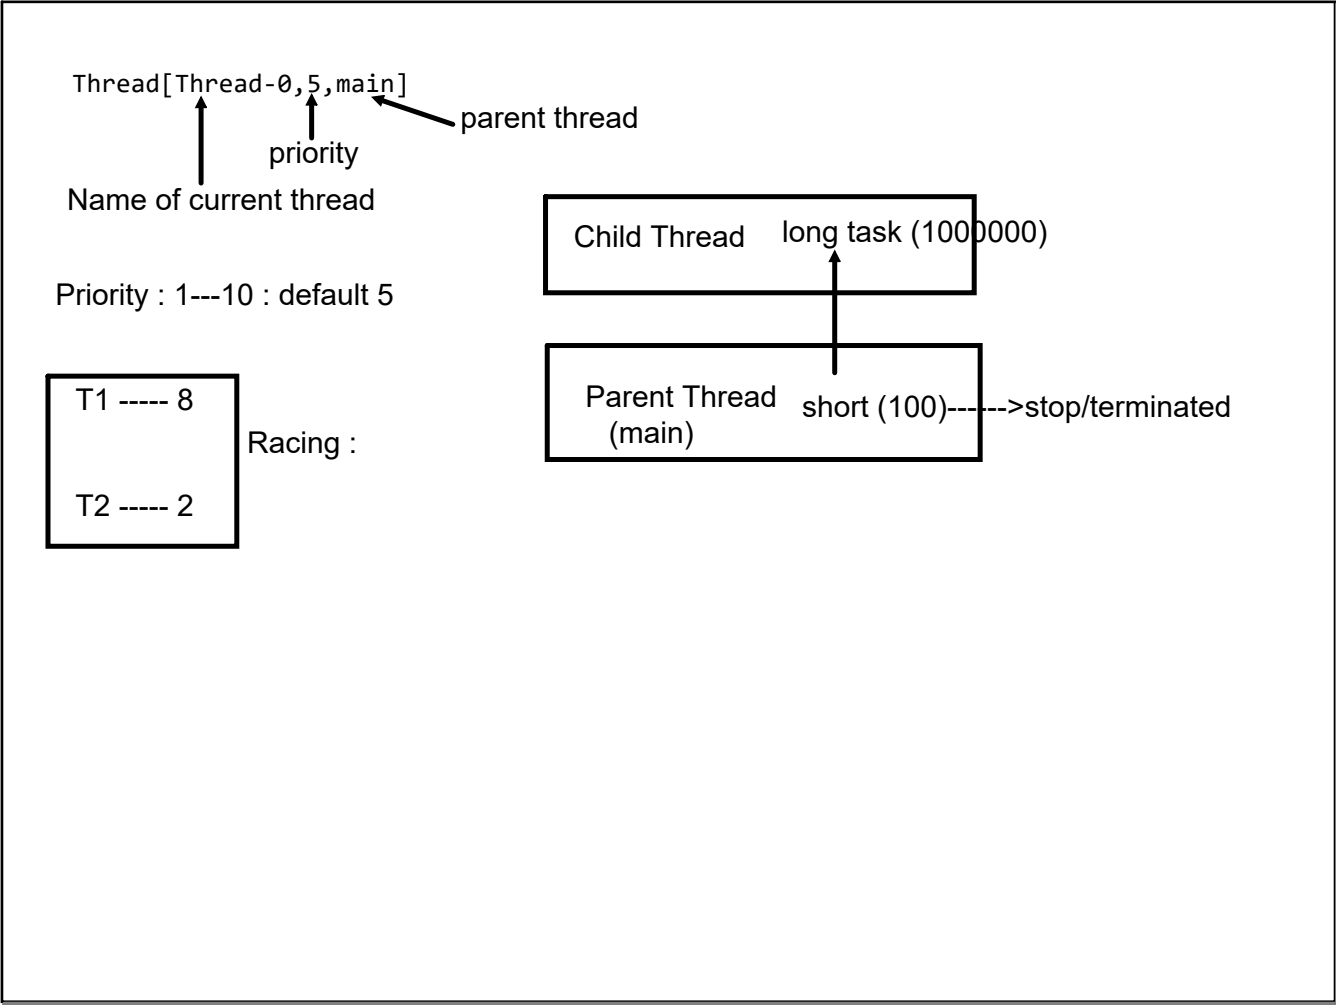 Thread[Thread-0,5,main]
parent thread
priority
Name of current thread
Child Thread long task (1000000)
Priority : 1---10 : default 5
Parent Thread
(main)
short (100)------>stop/terminated
T1 ----- 8
Racing :
T2 ----- 2